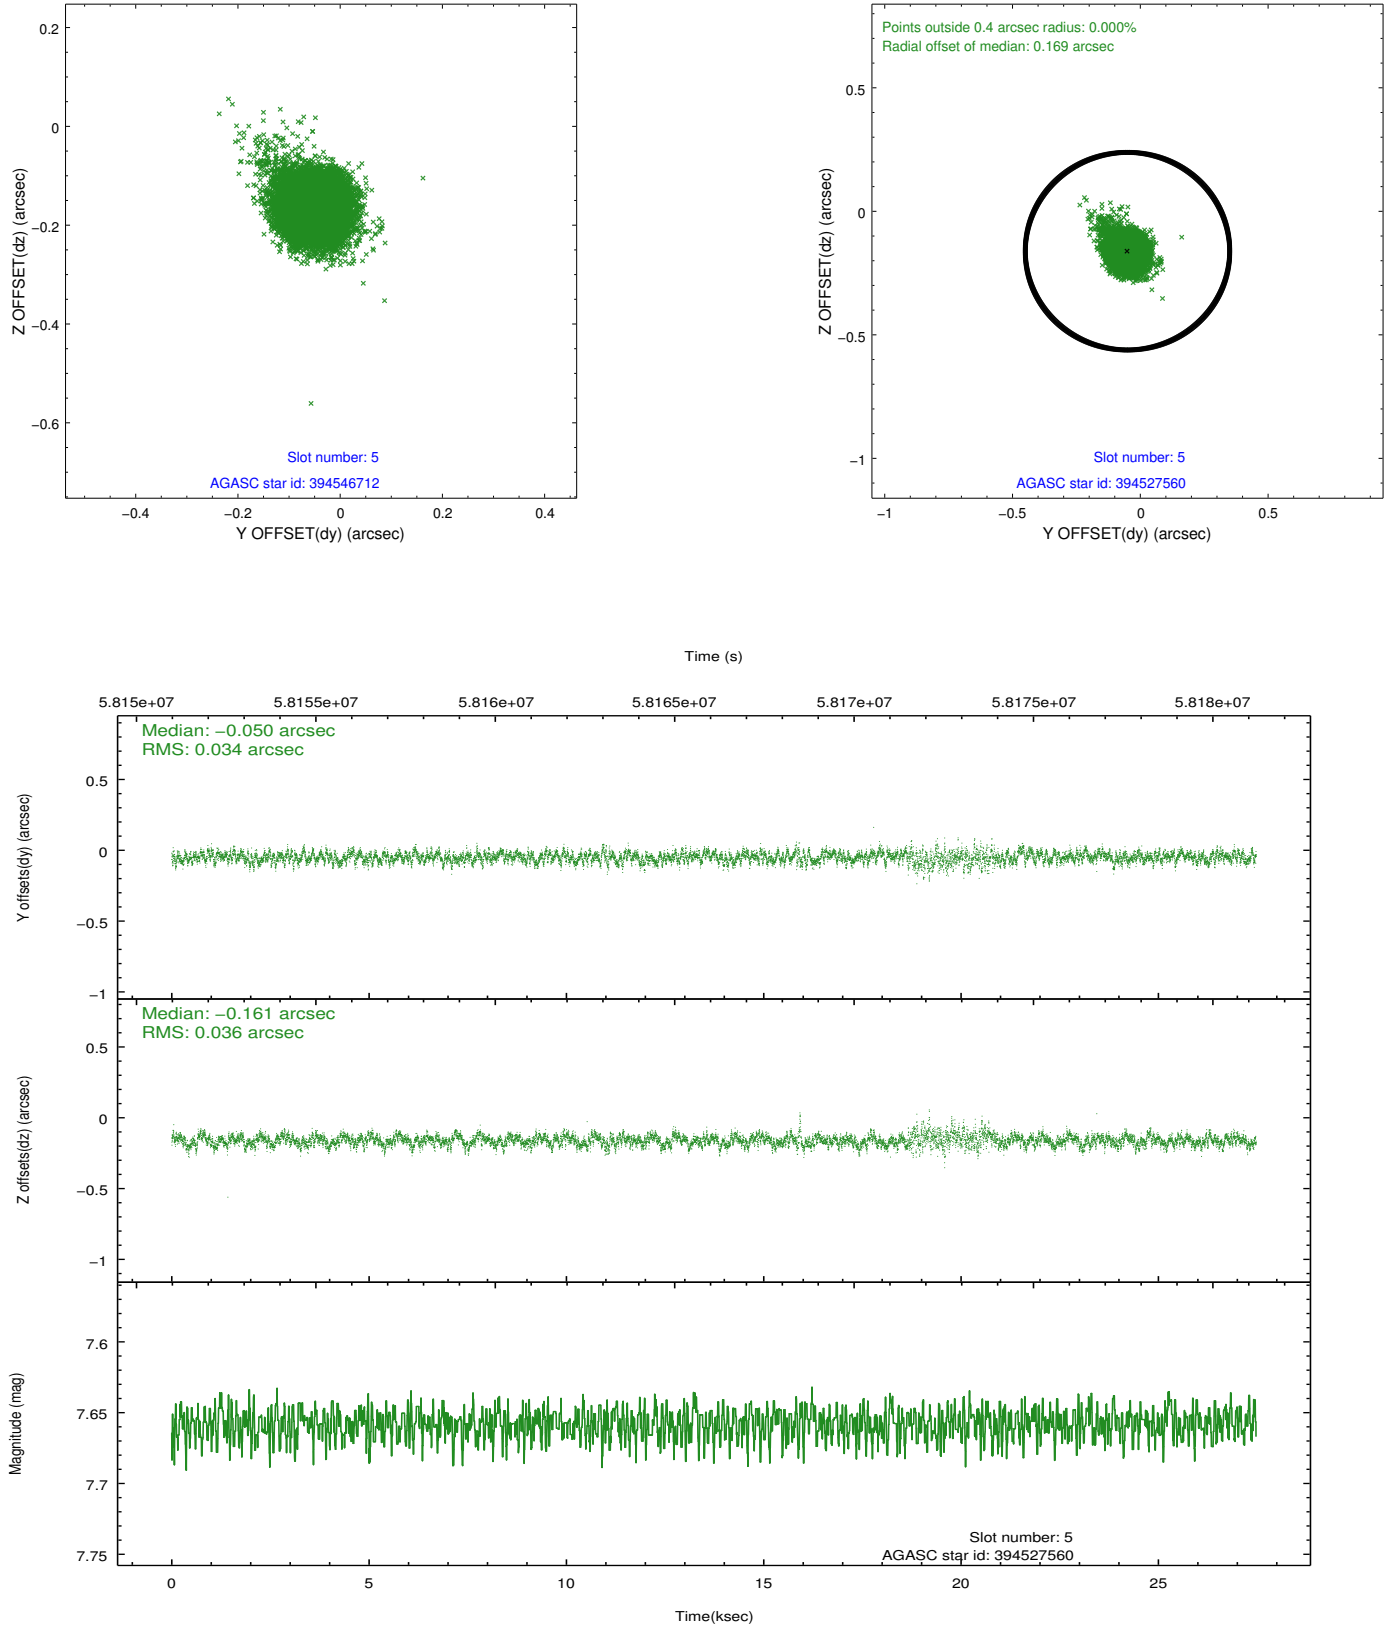 0.2
0
−0.2
−0.4
−0.6
Z OFFSET(dz) (arcsec)
Slot number: 5
AGASC star id: 394546712
−0.4
−0.2
0
0.2
0.4
Y OFFSET(dy) (arcsec)
Points outside 0.4 arcsec radius: 0.000%
Radial offset of median: 0.169 arcsec
0.5
0
−0.5
−1
Z OFFSET(dz) (arcsec)
Slot number: 5
AGASC star id: 394527560
−1
−0.5
0
0.5
Y OFFSET(dy) (arcsec)
Time (s)
5.815e+07
5.8155e+07
5.816e+07
5.8165e+07
5.817e+07
5.8175e+07
5.818e+07
Median: −0.050 arcsec
RMS: 0.034 arcsec
0.5
0
−0.5
−1
Y offsets(dy) (arcsec)
Median: −0.161 arcsec
RMS: 0.036 arcsec
0.5
0
−0.5
−1
Z offsets(dz) (arcsec)
7.6
7.65
7.7
7.75
Magnitude (mag)
Slot number: 5
AGASC star id: 394527560
0
5
10
15
20
25
Time(ksec)